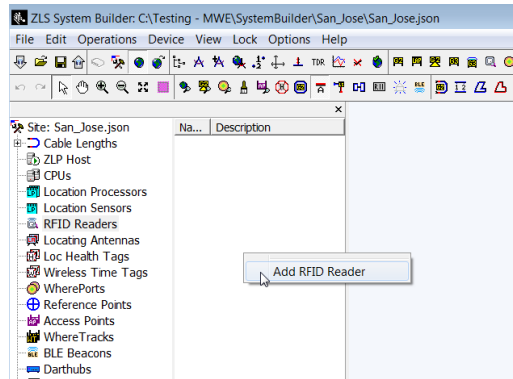 ZLS System Builder: C:\Testing - MWE\SystemBuilder\San_Jose\San_Jose.json
File Edit Operations Device View Lock Options Help
TDR
BLE
Site: San_Jose.json
Na... Description
Cable Lengths
ZLP Host
CPUs
Location Processors
Location Sensors
RFID Readers
Locating Antennas
Loc Health Tags
Add RFID Reader
Wireless Time Tags
WherePorts
Reference Points
Access Points
WhereTracks
BLE BLE Beacons
Darthubs